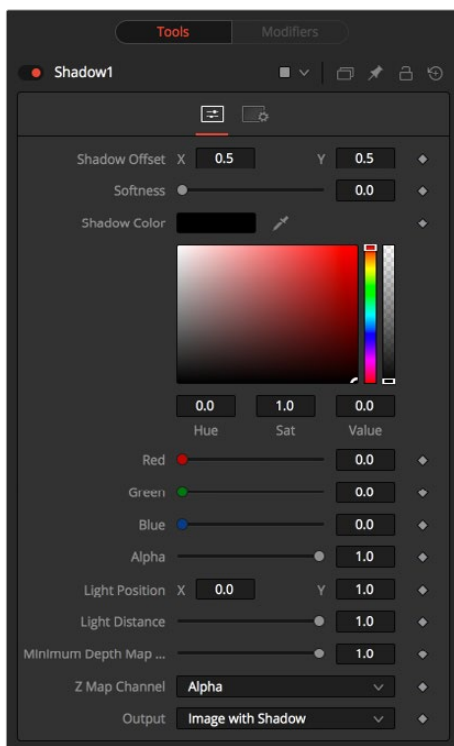 Tools Modifiers
Shadow1
Shadow Offset X 0.5 Y 0.5
Softness 0.0
Shadow Color
0.0 1.0 0.0
Hue Sat Value
Red 0.0
Green 0.0
Blue 0.0
Alpha 1.0
Light Position X 0.0 Y 1.0
Light Distance 1.0
Minimum Depth Map ... 1.0
Z Map Channel Alpha
Output Image with Shadow